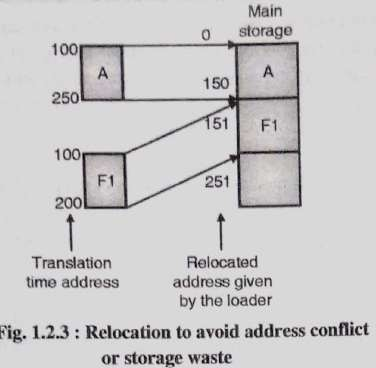 Main
0 storage
100
A A
150
250
151
100
F1 F1
251
200
Translation Relocated
time address address given
by the loader
Fig. 1.2.3 : Relocation to avoid address conflict
or storage waste